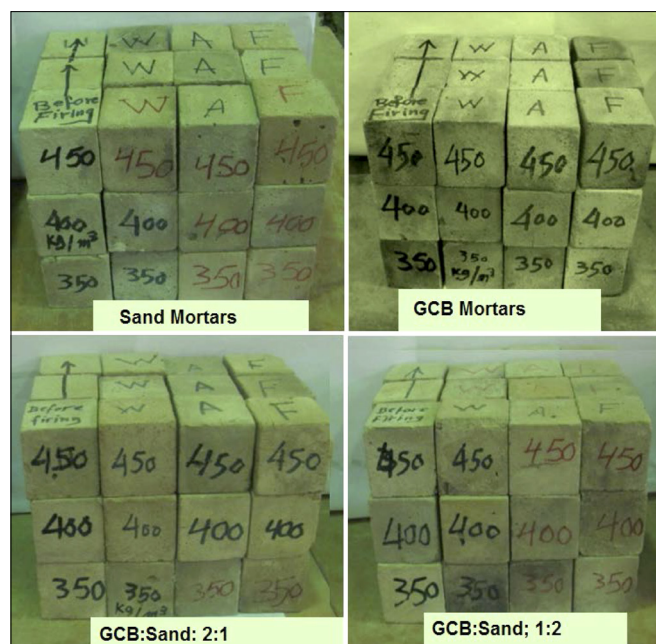 W W A F
W A F
Before Firing W A F
450 450 450 450
400 KG/m³ 400 400 400
350 350 350 350
Sand Mortars
W A F
W A F
Before Firing W A F
450 450 450 450
400 400 400 400
350 350 Kg/m³ 350 350
GCB Mortars
W A F
W A F
Before firing W A F
450 450 450 450
400 400 400 400
350 350 Kg/m³ 350 350
GCB:Sand: 2:1
Before Firing W A F
450 450 450 450
400 400 400 400
350 350 350 350
GCB:Sand; 1:2